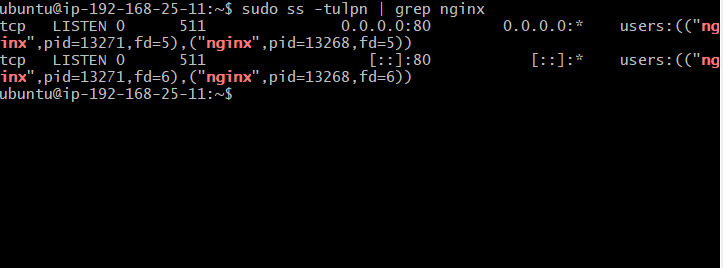 ubuntu@ip-192-168-25-11:~$ sudo ss -tulpn | grep nginx
tcp   LISTEN 0      511                 0.0.0.0:80         0.0.0.0:*    users:(("ng
inx",pid=13271,fd=5),("nginx",pid=13268,fd=5))
tcp   LISTEN 0      511                    [::]:80            [::]:*    users:(("ng
inx",pid=13271,fd=6),("nginx",pid=13268,fd=6))
ubuntu@ip-192-168-25-11:~$